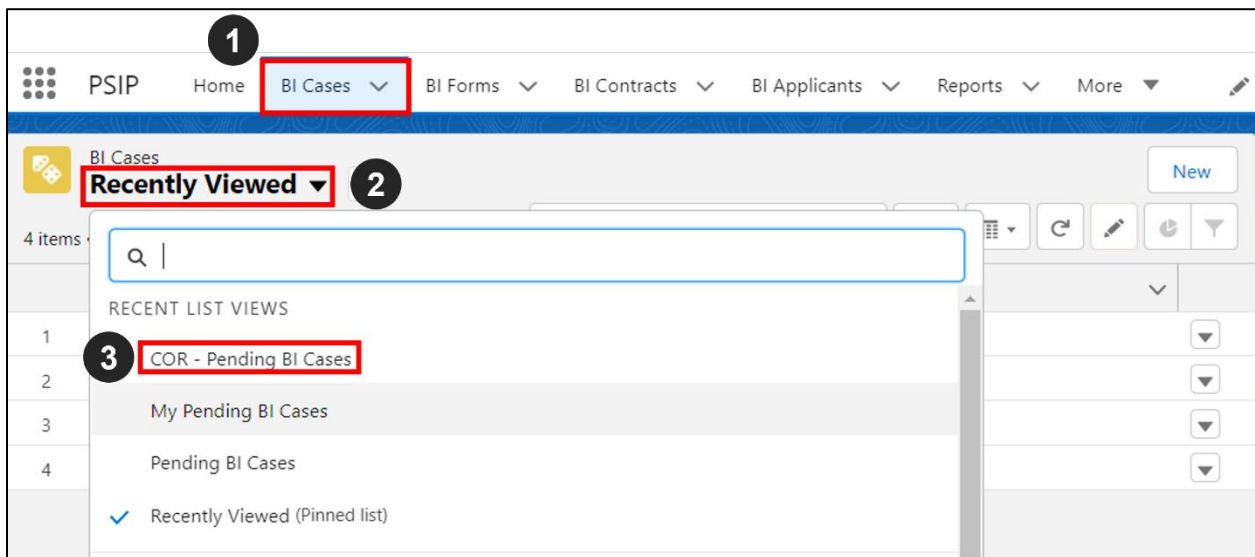 1
PSIP Home BI Cases BI Forms BI Contracts BI Applicants Reports More
BI Cases
Recently Viewed 2
New
4 items
RECENT LIST VIEWS
1
3 COR - Pending BI Cases
2
My Pending BI Cases
3
Pending BI Cases
4
Recently Viewed (Pinned list)